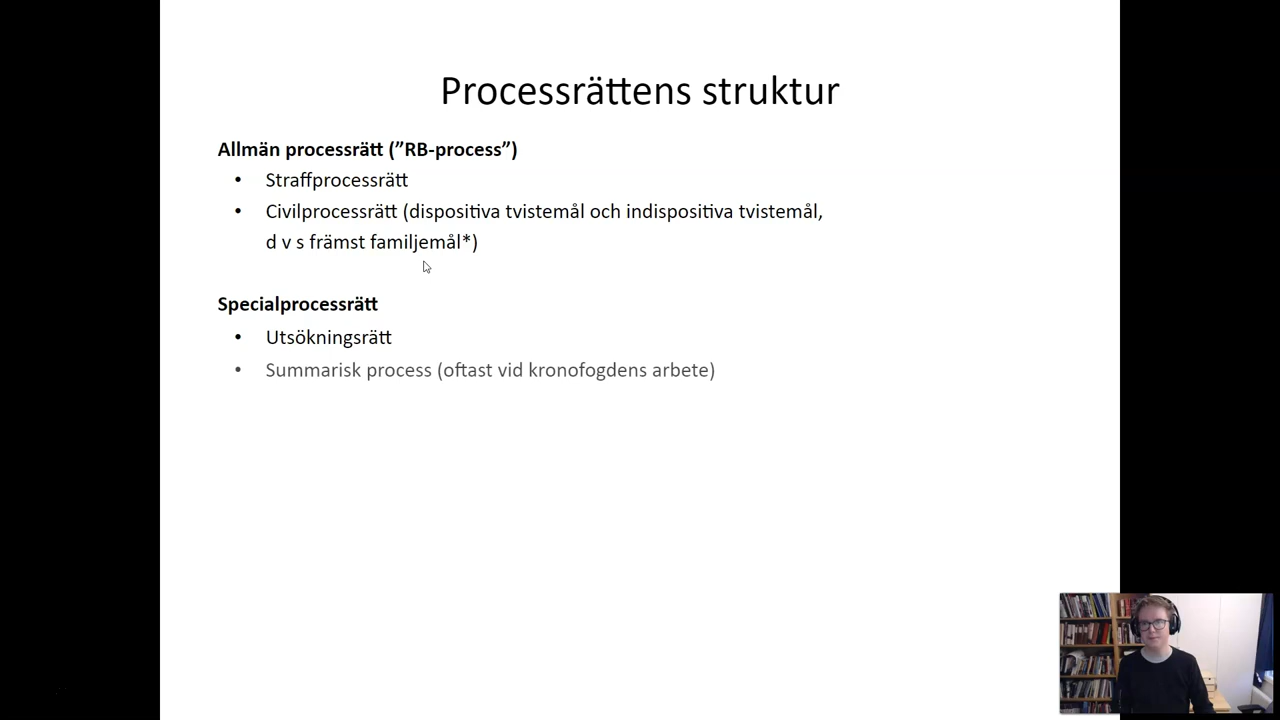 Processrättens struktur
Allmän processrätt (”RB-process”)
• Straffprocessrätt
• Civilprocessrätt (dispositiva tvistemål och indispositiva tvistemål,
d v s främst familjemål*)
Specialprocessrätt
• Utsökningsrätt
• Summarisk process (oftast vid kronofogdens arbete)